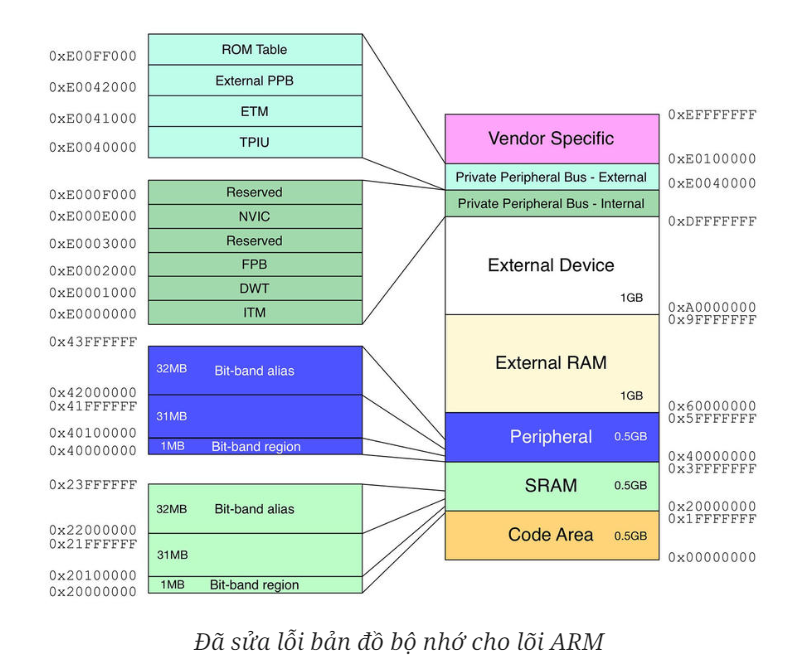 0xE00FF000
ROM Table
0xE0042000
External PPB
0xE0041000
ETM
0xE0040000
TPIU
0xE000F000
Reserved
0xE000E000
NVIC
0xE0003000
Reserved
0xE0002000
FPB
0xE0001000
DWT
0xE0000000
ITM
0x43FFFFFF
32MB Bit-band alias
0x42000000
0x41FFFFFF
31MB
0x40100000
1MB Bit-band region
0x40000000
0x23FFFFFF
32MB Bit-band alias
0x22000000
0x21FFFFFF
31MB
0x20100000
1MB Bit-band region
0x20000000
0xEFFFFFFF
Vendor Specific
0xE0100000
Private Peripheral Bus - External
0xE0040000
Private Peripheral Bus - Internal
0xDFFFFFFF
External Device
1GB
0xA0000000
0x9FFFFFFF
External RAM
1GB
0x60000000
0x5FFFFFFF
Peripheral 0.5GB
0x40000000
0x3FFFFFFF
SRAM 0.5GB
0x20000000
0x1FFFFFFF
Code Area 0.5GB
0x00000000
Đã sửa lỗi bản đồ bộ nhớ cho lõi ARM